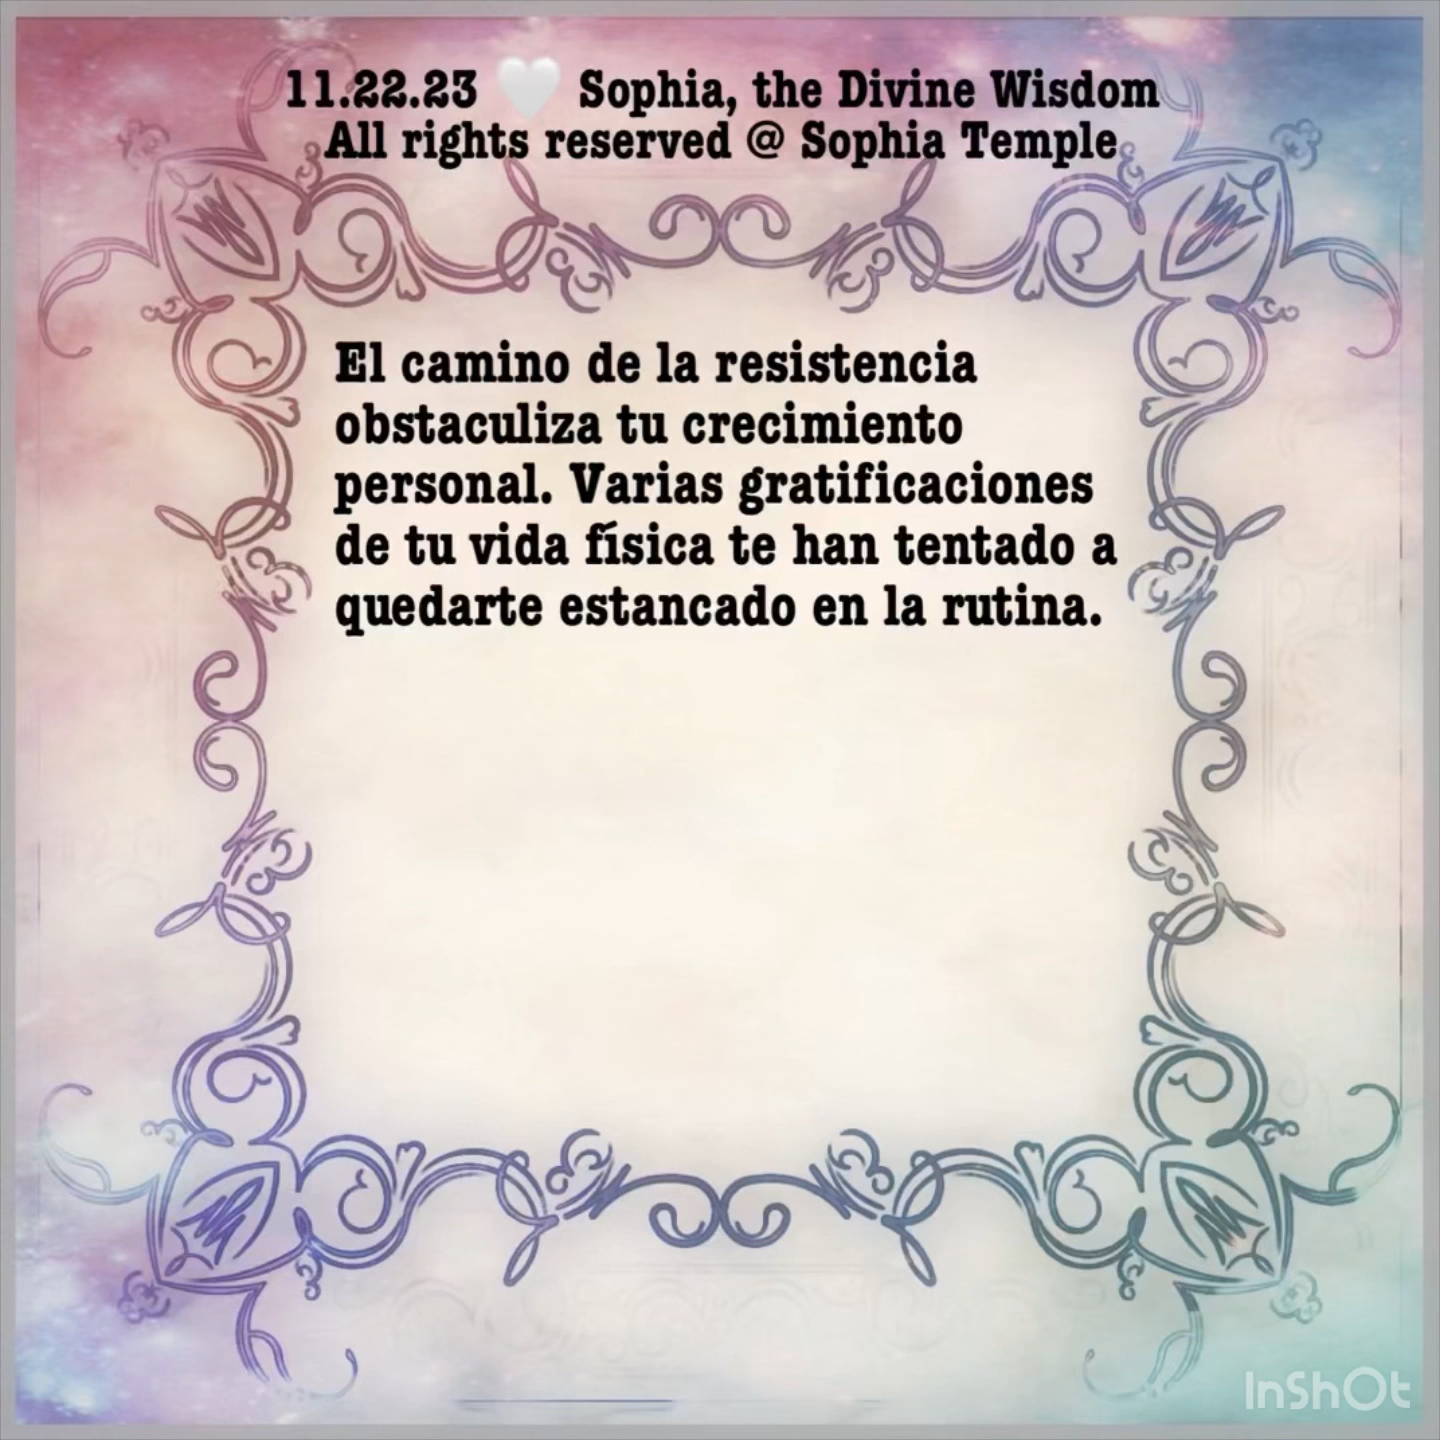 11.22.23 🤍 Sophia, the Divine Wisdom
All rights reserved @ Sophia Temple
El camino de la resistencia
obstaculiza tu crecimiento
personal. Varias gratificaciones
de tu vida física te han tentado a
quedarte estancado en la rutina.
InShOt